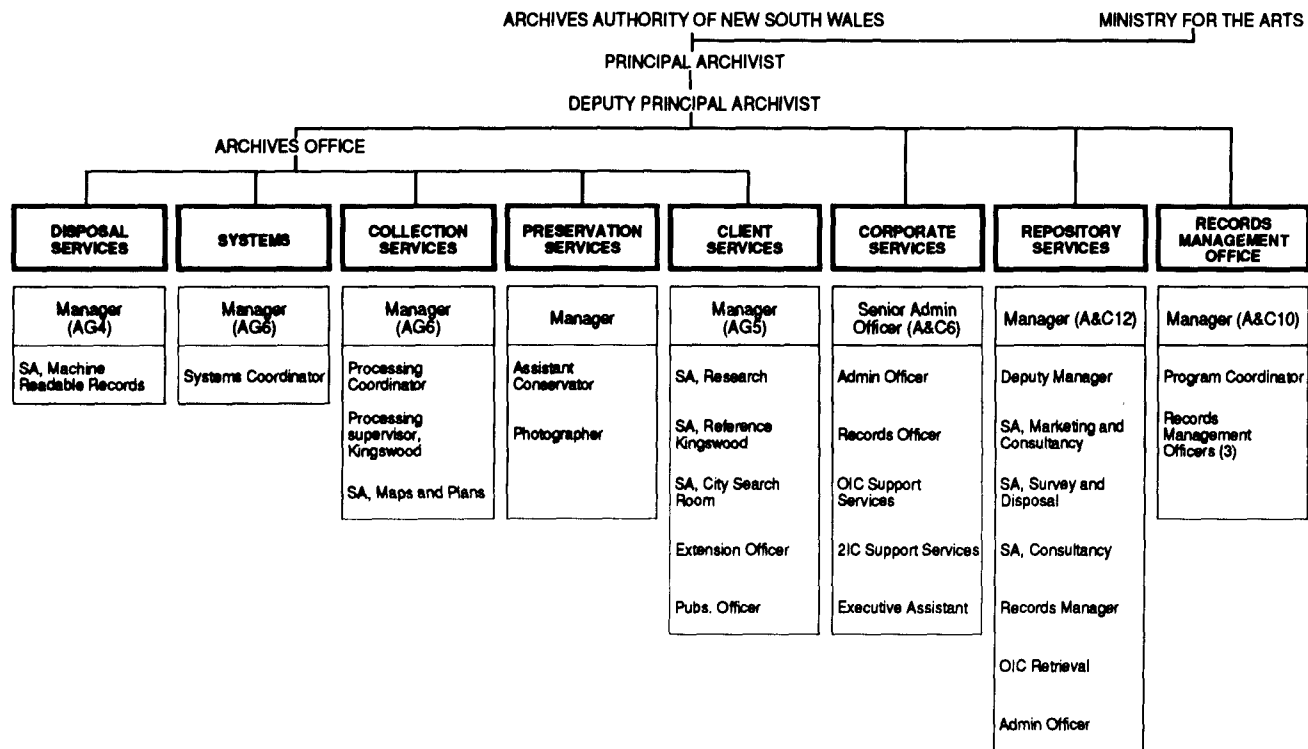 ARCHIVES AUTHORITY OF NEW SOUTH WALES
MINISTRY FOR THE ARTS
PRINCIPAL ARCHIVIST
DEPUTY PRINCIPAL ARCHIVIST
ARCHIVES OFFICE
DISPOSAL
SERVICES
Manager
(AG4)
SA, Machine
Readable Records
SYSTEMS
Manager
(AG6)
Systems Coordinator
COLLECTION
SERVICES
Manager
(AG6)
Processing
Coordinator
Processing
supervisor,
Kingswood
SA, Maps and Plans
PRESERVATION
SERVICES
Manager
Assistant
Conservator
Photographer
CLIENT
SERVICES
Manager
(AG5)
SA, Research
SA, Reference
Kingswood
SA, City Search
Room
Extension Officer
Pubs. Officer
CORPORATE
SERVICES
Senior Admin
Officer (A&C6)
Admin Officer
Records Officer
OIC Support
Services
2IC Support Services
Executive Assistant
REPOSITORY
SERVICES
Manager (A&C12)
Deputy Manager
SA, Marketing and
Consultancy
SA, Survey and
Disposal
SA, Consultancy
Records Manager
OIC Retrieval
Admin Officer
RECORDS
MANAGEMENT
OFFICE
Manager (A&C10)
Program Coordinator
Records
Management
Officers (3)